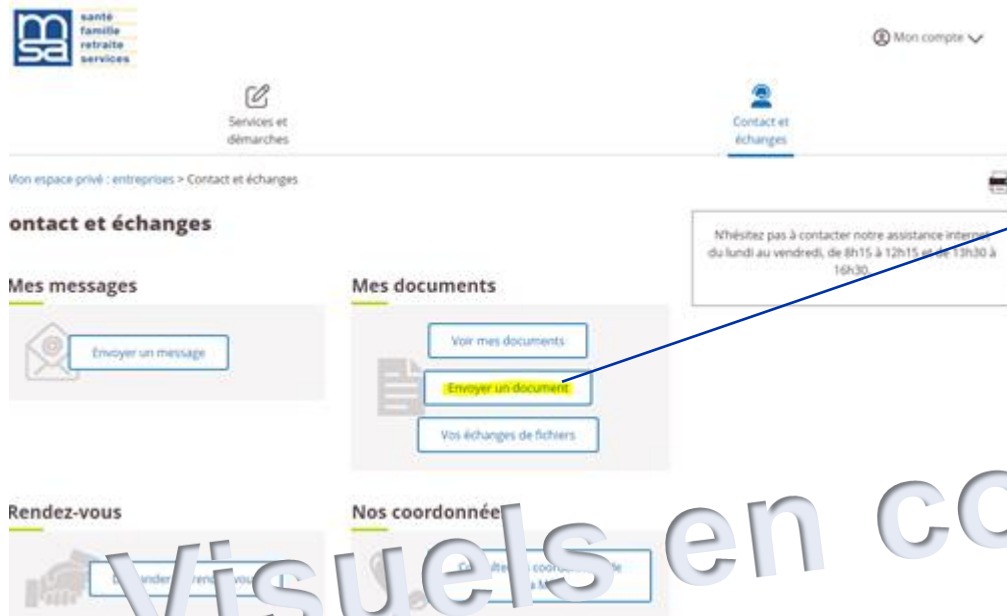 msa
santé
famille
retraite
services
Mon compte
Services et
démarches
Contact et
échanges
Mon espace privé : entreprises > Contact et échanges
ontact et échanges
N'hésitez pas à contacter notre assistance internet
du lundi au vendredi, de 8h15 à 12h15 et de 13h30 à
16h30.
Mes messages
Envoyer un message
Mes documents
Voir mes documents
Envoyer un document
Vos échanges de fichiers
Rendez-vous
Nos coordonnée
Visuels en co